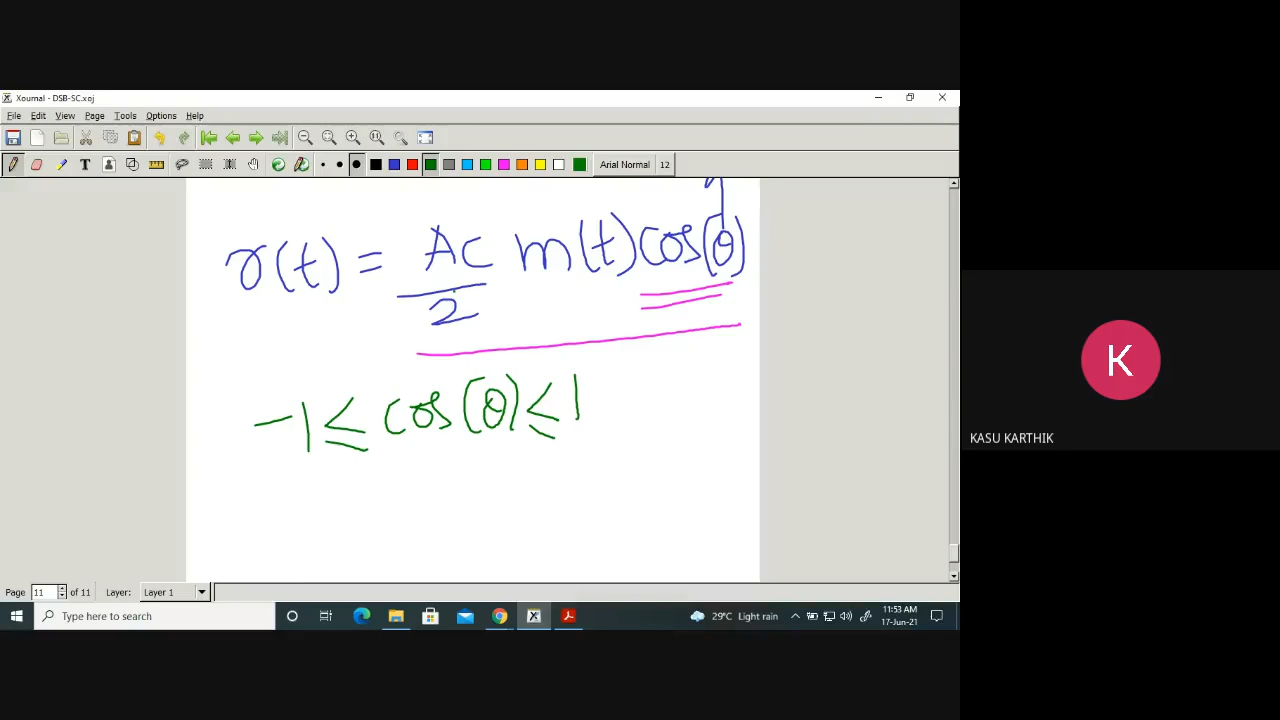 Xournal - DSB-SC.xoj
File Edit View Page Tools Options Help
T Arial Normal 12
r(t) = Ac/2 m(t) cos(θ)
-1 ≤ cos(θ) ≤ 1
Page 11 of 11 Layer: Layer 1
Type here to search
29°C Light rain
11:53 AM
17-Jun-21
K
KASU KARTHIK